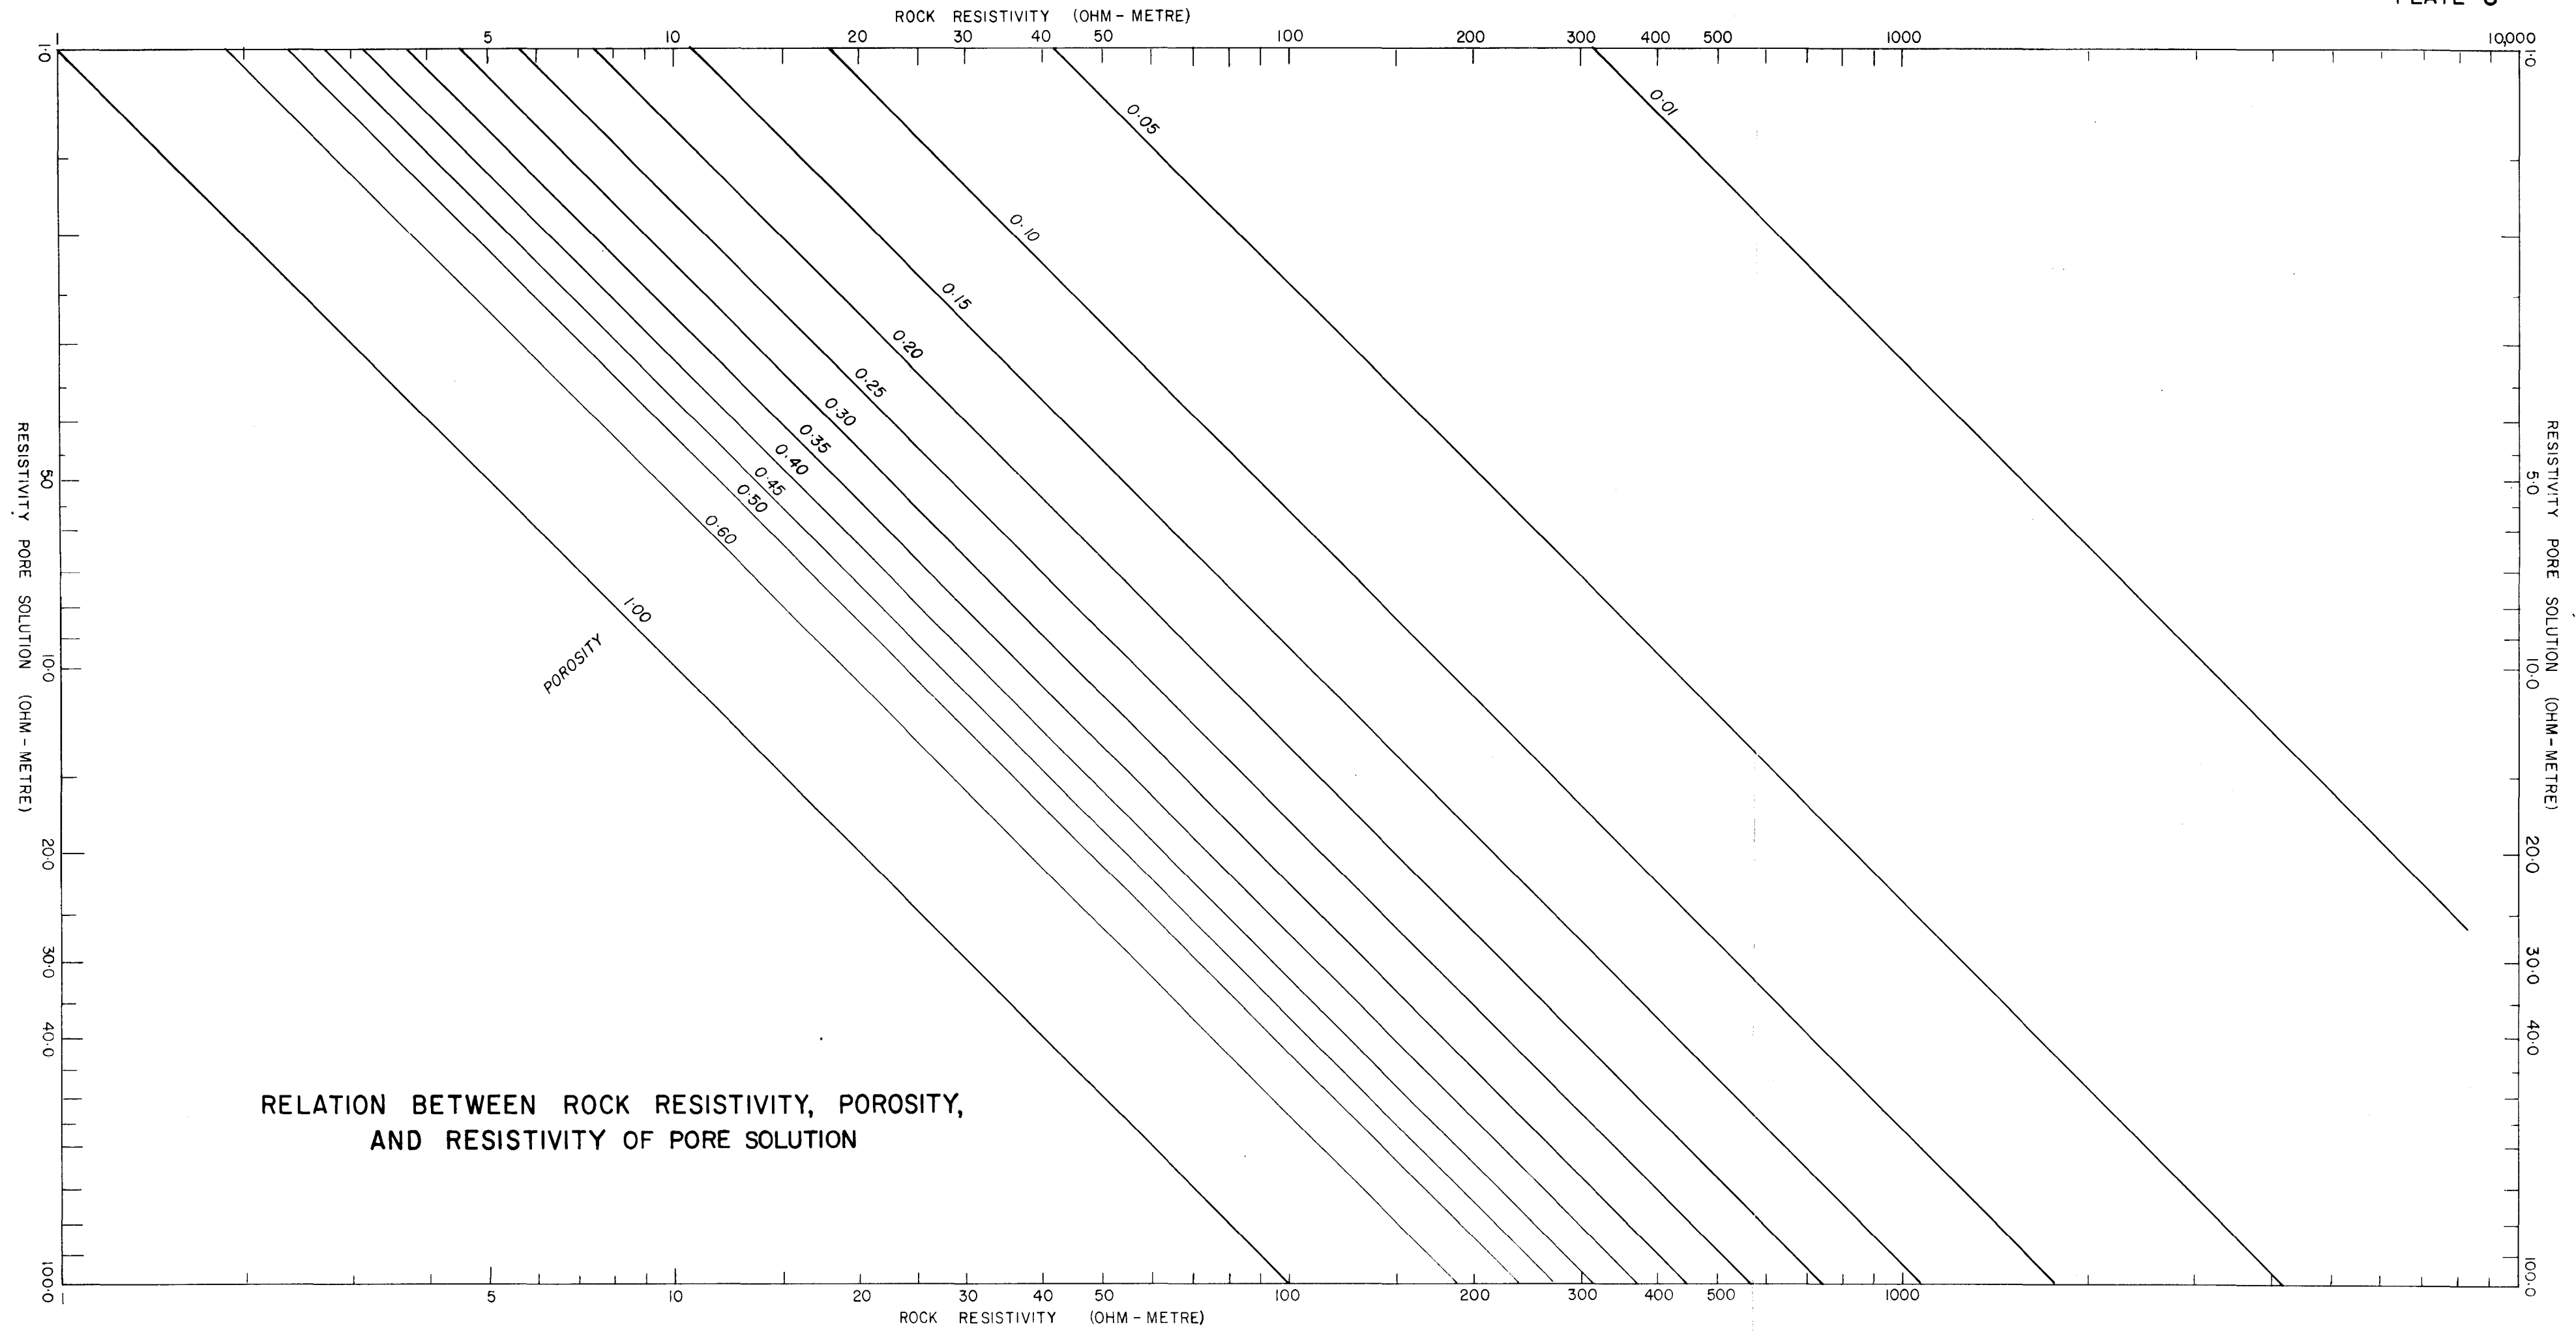 PLATE
ROCK RESISTIVITY (OHM-METRE)
1 5 10 20 30 40 50 100 200 300 400 500 1000 10,000
1·0
5·0
10·0
20·0
30·0
40·0
100·0
RESISTIVITY PORE SOLUTION (OHM-METRE)
0·01
0·05
0·10
0·15
0·20
0·25
0·30
0·35
0·40
0·45
0·50
0·60
1·00
POROSITY
1·0
5·0
10·0
20·0
30·0
40·0
100·0
RESISTIVITY PORE SOLUTION (OHM-METRE)
RELATION BETWEEN ROCK RESISTIVITY, POROSITY,
AND RESISTIVITY OF PORE SOLUTION
1 5 10 20 30 40 50 100 200 300 400 500 1000
ROCK RESISTIVITY (OHM-METRE)